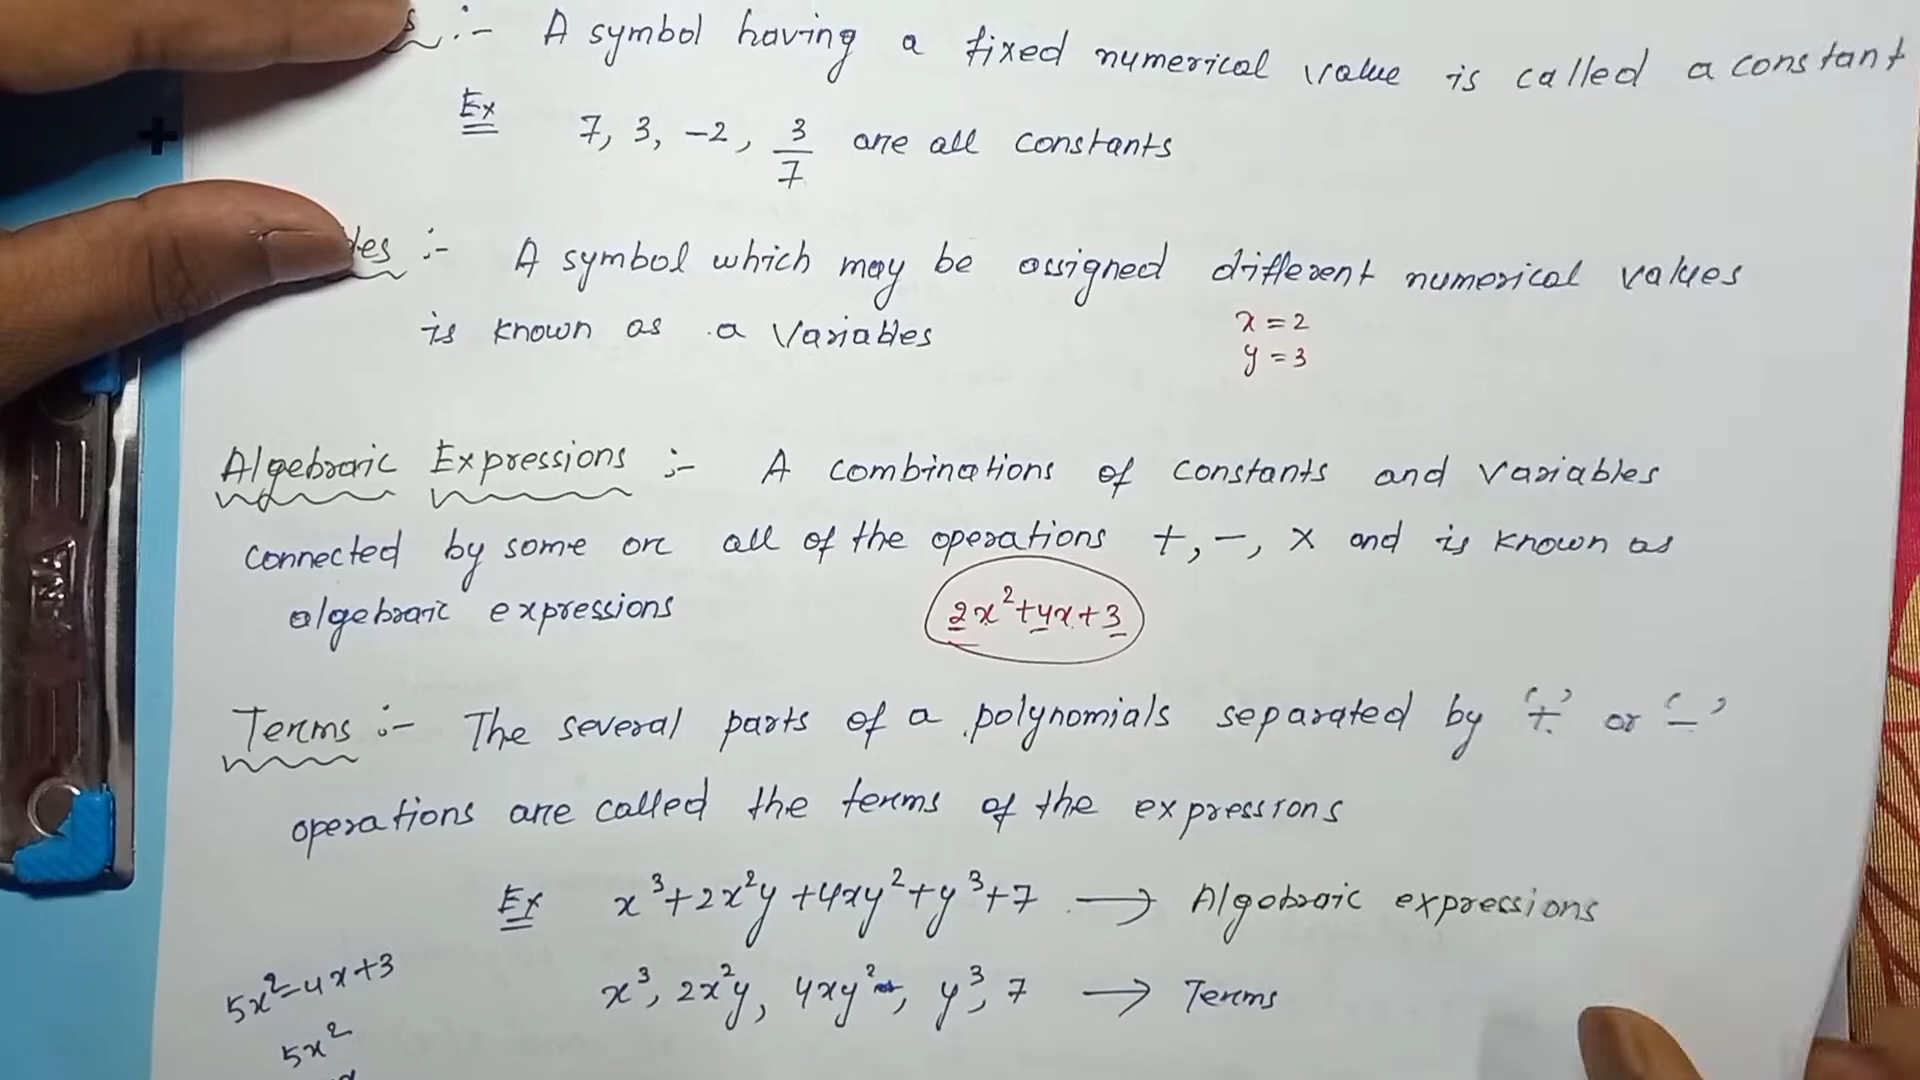 :- A symbol having a fixed numerical value is called a constant
Ex 7, 3, -2, 3/7 are all constants
:- A symbol which may be assigned different numerical values
is known as a Variables
x = 2
y = 3
Algebraic Expressions :- A combinations of constants and variables
connected by some or all of the operations +, -, × and is known as
algebraic expressions
2x²+4x+3
Terms :- The several parts of a polynomials separated by '+' or '-'
operations are called the terms of the expressions
Ex x³+2x²y+4xy²+y³+7 → Algobraic expressions
x³, 2x²y, 4xy², y³, 7 → Terms
5x²-4x+3
5x²